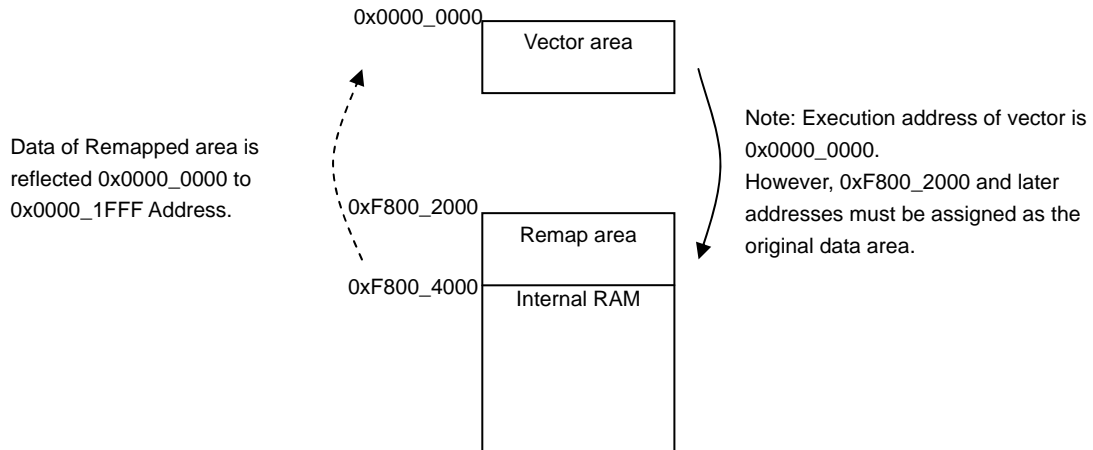 0x0000_0000
Vector area
Data of Remapped area is
reflected 0x0000_0000 to
0x0000_1FFF Address.
Note: Execution address of vector is
0x0000_0000.
However, 0xF800_2000 and later
addresses must be assigned as the
original data area.
0xF800_2000
Remap area
0xF800_4000
Internal RAM